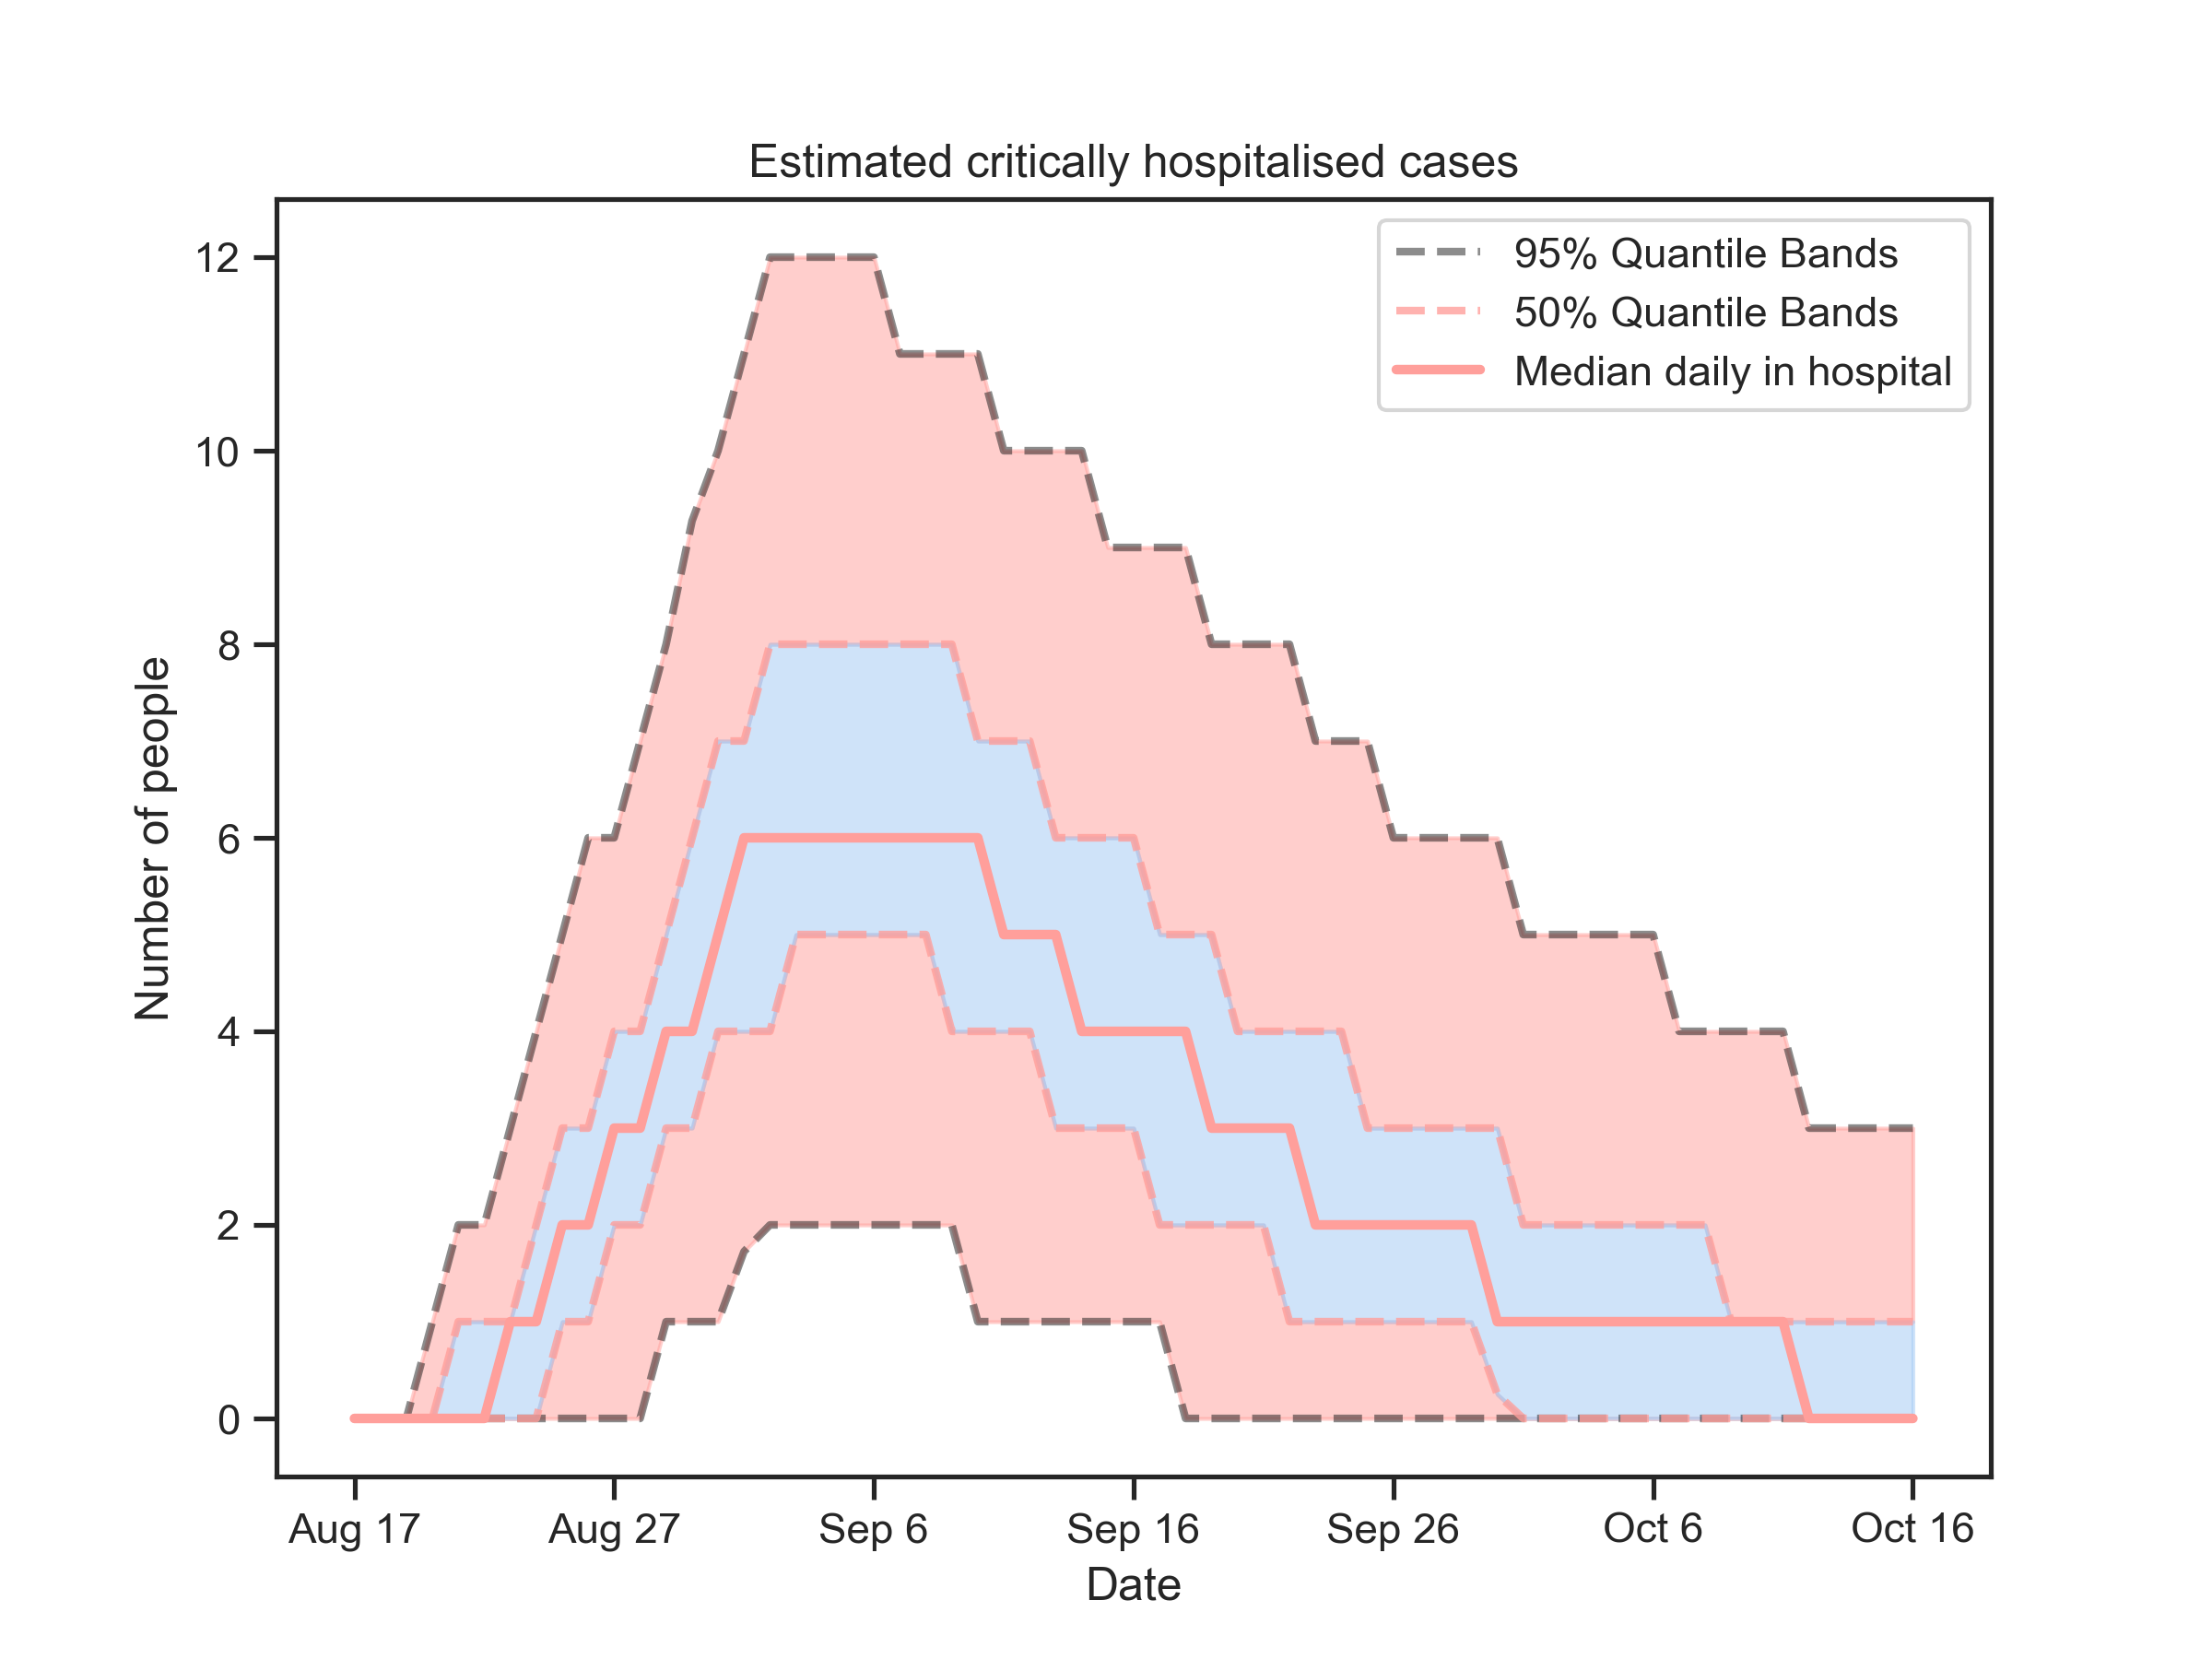 Estimated critically hospitalised cases
95% Quantile Bands
50% Quantile Bands
Median daily in hospital
Number of people
12
10
8
6
4
2
0
Aug 17 Aug 27 Sep 6 Sep 16 Sep 26 Oct 6 Oct 16
Date